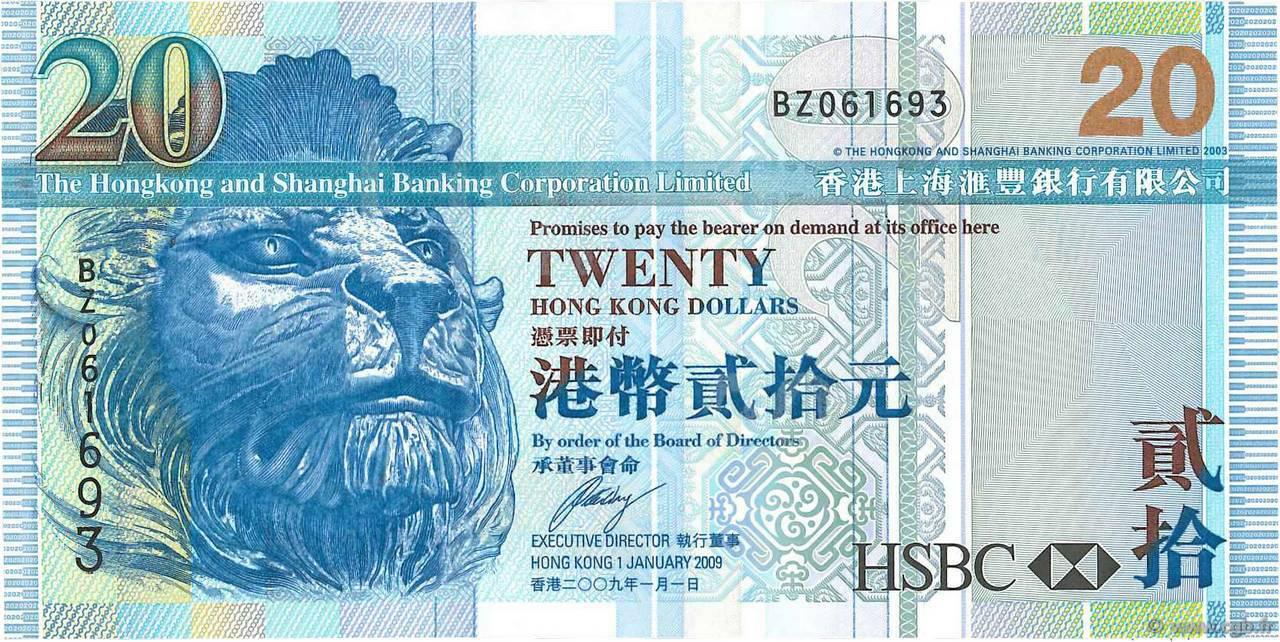 20
BZ061693
20
© THE HONGKONG AND SHANGHAI BANKING CORPORATION LIMITED 2003
The Hongkong and Shanghai Banking Corporation Limited 香港上海滙豐銀行有限公司
Promises to pay the bearer on demand at its office here
TWENTY
HONG KONG DOLLARS
憑票即付
港幣貳拾元
By order of the Board of Directors
承董事會命
EXECUTIVE DIRECTOR 執行董事
HONG KONG 1 JANUARY 2009
香港二〇〇九年一月一日
BZ061693
貳拾
HSBC
© www.cgb.fr